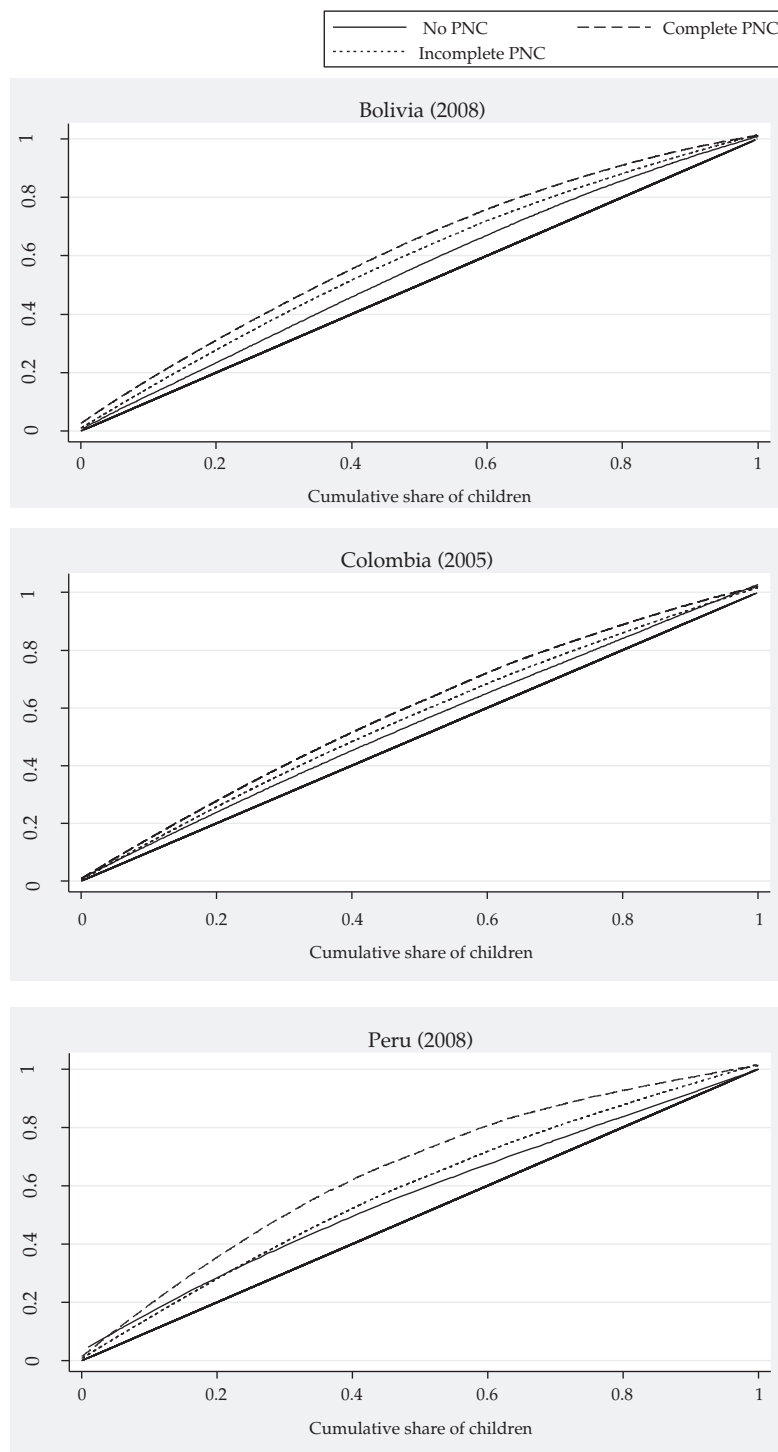 No PNC
Complete PNC
Incomplete PNC
Bolivia (2008)
1
0.8
0.6
0.4
0.2
0
0 0.2 0.4 0.6 0.8 1
Cumulative share of children
Colombia (2005)
1
0.8
0.6
0.4
0.2
0
0 0.2 0.4 0.6 0.8 1
Cumulative share of children
Peru (2008)
1
0.8
0.6
0.4
0.2
0
0 0.2 0.4 0.6 0.8 1
Cumulative share of children